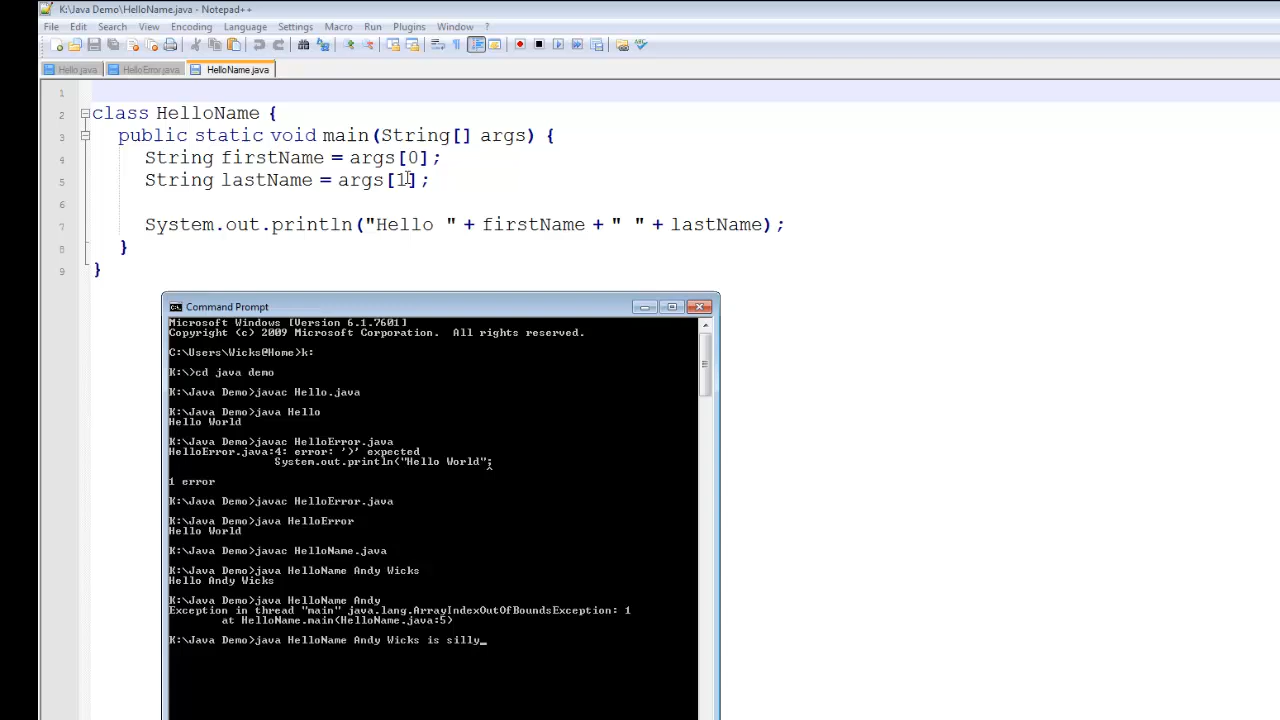 K:\Java Demo\HelloName.java - Notepad++
File Edit Search View Encoding Language Settings Macro Run Plugins Window ?
Hello.java HelloError.java HelloName.java
1
2 class HelloName {
3 public static void main(String[] args) {
4 String firstName = args[0];
5 String lastName = args[1];
6
7 System.out.println("Hello " + firstName + " " + lastName);
8 }
9 }
Command Prompt
Microsoft Windows [Version 6.1.7601]
Copyright (c) 2009 Microsoft Corporation.  All rights reserved.
C:\Users\Wicks@Home>k:
K:\>cd java demo
K:\Java Demo>javac Hello.java
K:\Java Demo>java Hello
Hello World
K:\Java Demo>javac HelloError.java
HelloError.java:4: error: ')' expected
System.out.println("Hello World";
^
1 error
K:\Java Demo>javac HelloError.java
K:\Java Demo>java HelloError
Hello World
K:\Java Demo>javac HelloName.java
K:\Java Demo>java HelloName Andy Wicks
Hello Andy Wicks
K:\Java Demo>java HelloName Andy
Exception in thread "main" java.lang.ArrayIndexOutOfBoundsException: 1
at HelloName.main(HelloName.java:5)
K:\Java Demo>java HelloName Andy Wicks is silly_